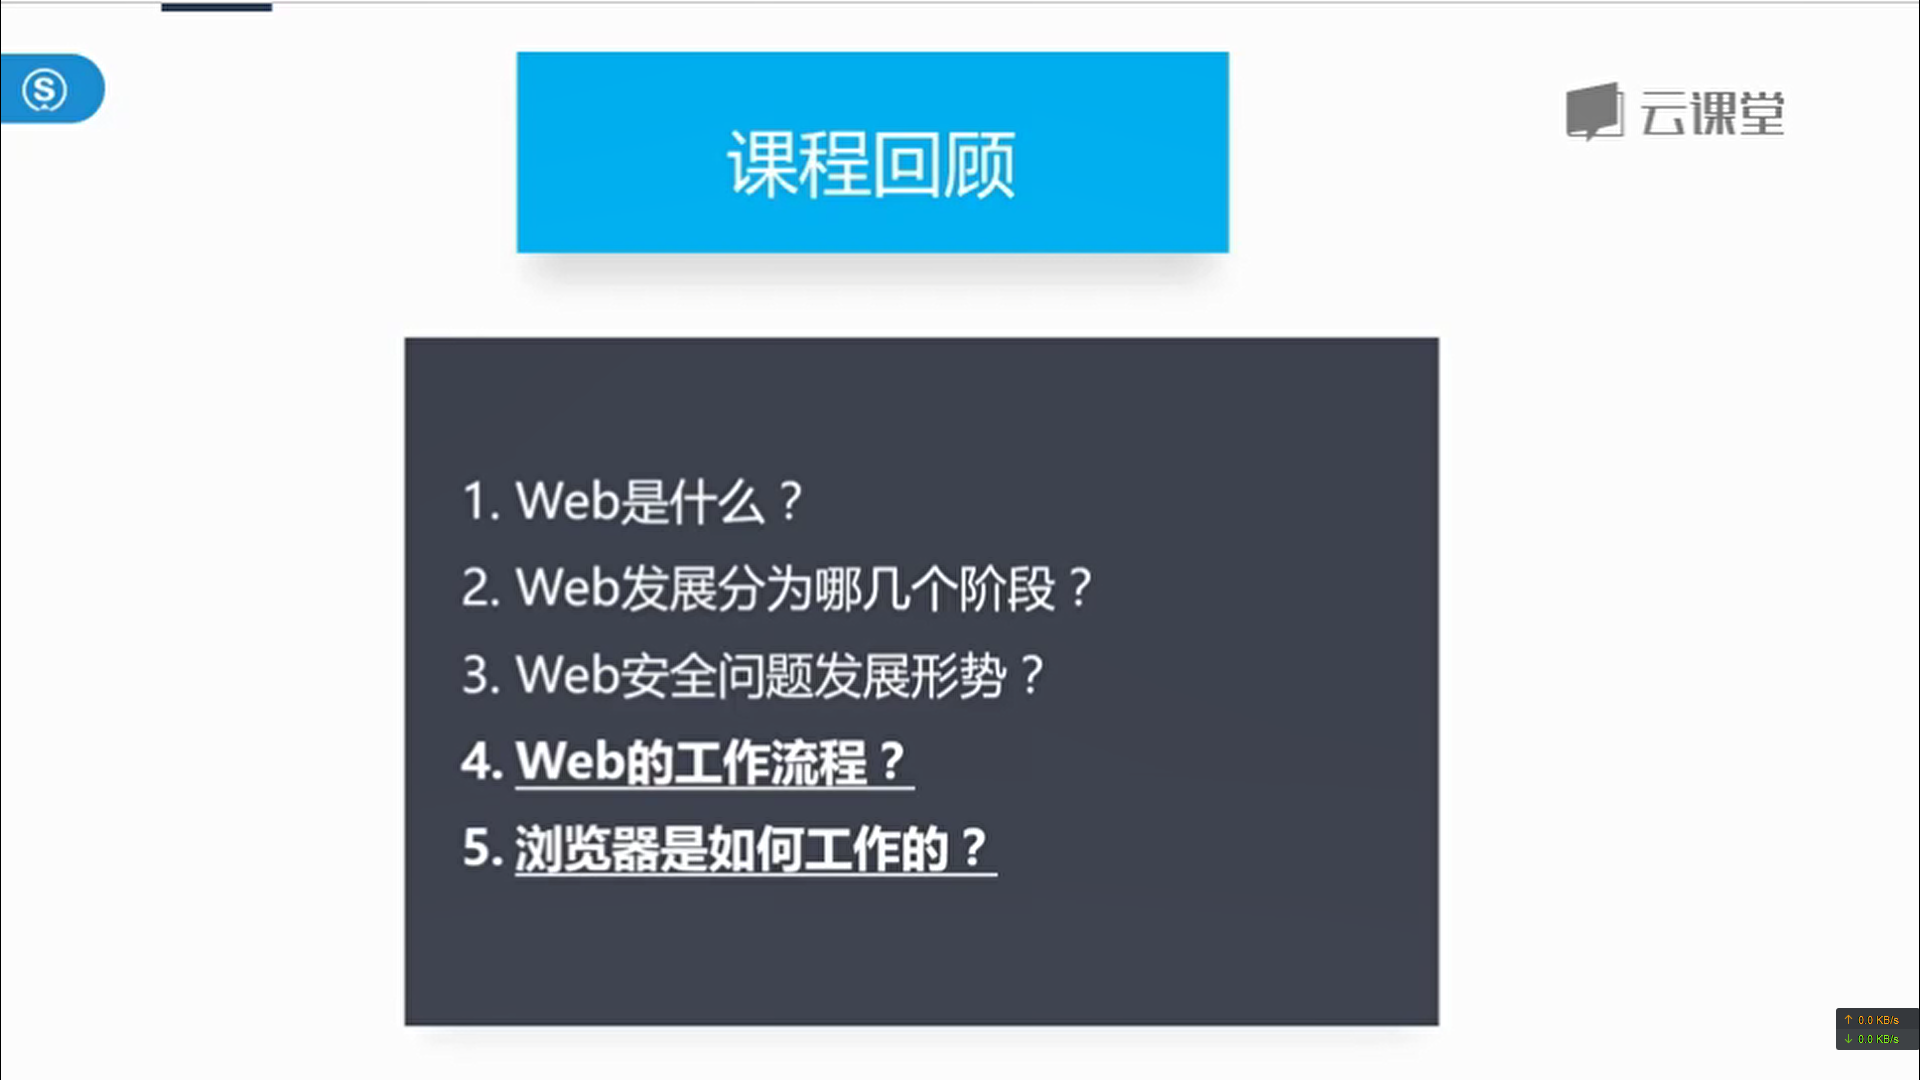 S
云课堂
课程回顾
1. Web是什么？
2. Web发展分为哪几个阶段？
3. Web安全问题发展形势？
4. Web的工作流程？
5. 浏览器是如何工作的？
↑ 0.0 KB/s
↓ 0.0 KB/s